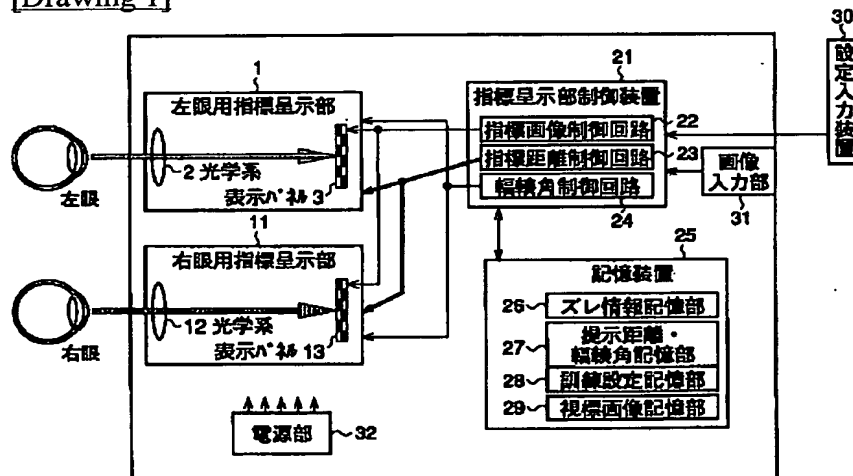 [Drawing 1]
30
設定入力装置
1
左眼用指標呈示部
2 光学系
表示パネル 3
左眼
21
指標呈示部制御装置
指標画像制御回路
22
指標距離制御回路
23
輻輳角制御回路
24
画像
入力部
31
11
右眼用指標呈示部
12 光学系
表示パネル 13
右眼
25
記憶装置
26
ズレ情報記憶部
27
提示距離・
輻輳角記憶部
28
訓練設定記憶部
29
視標画像記憶部
電源部
32